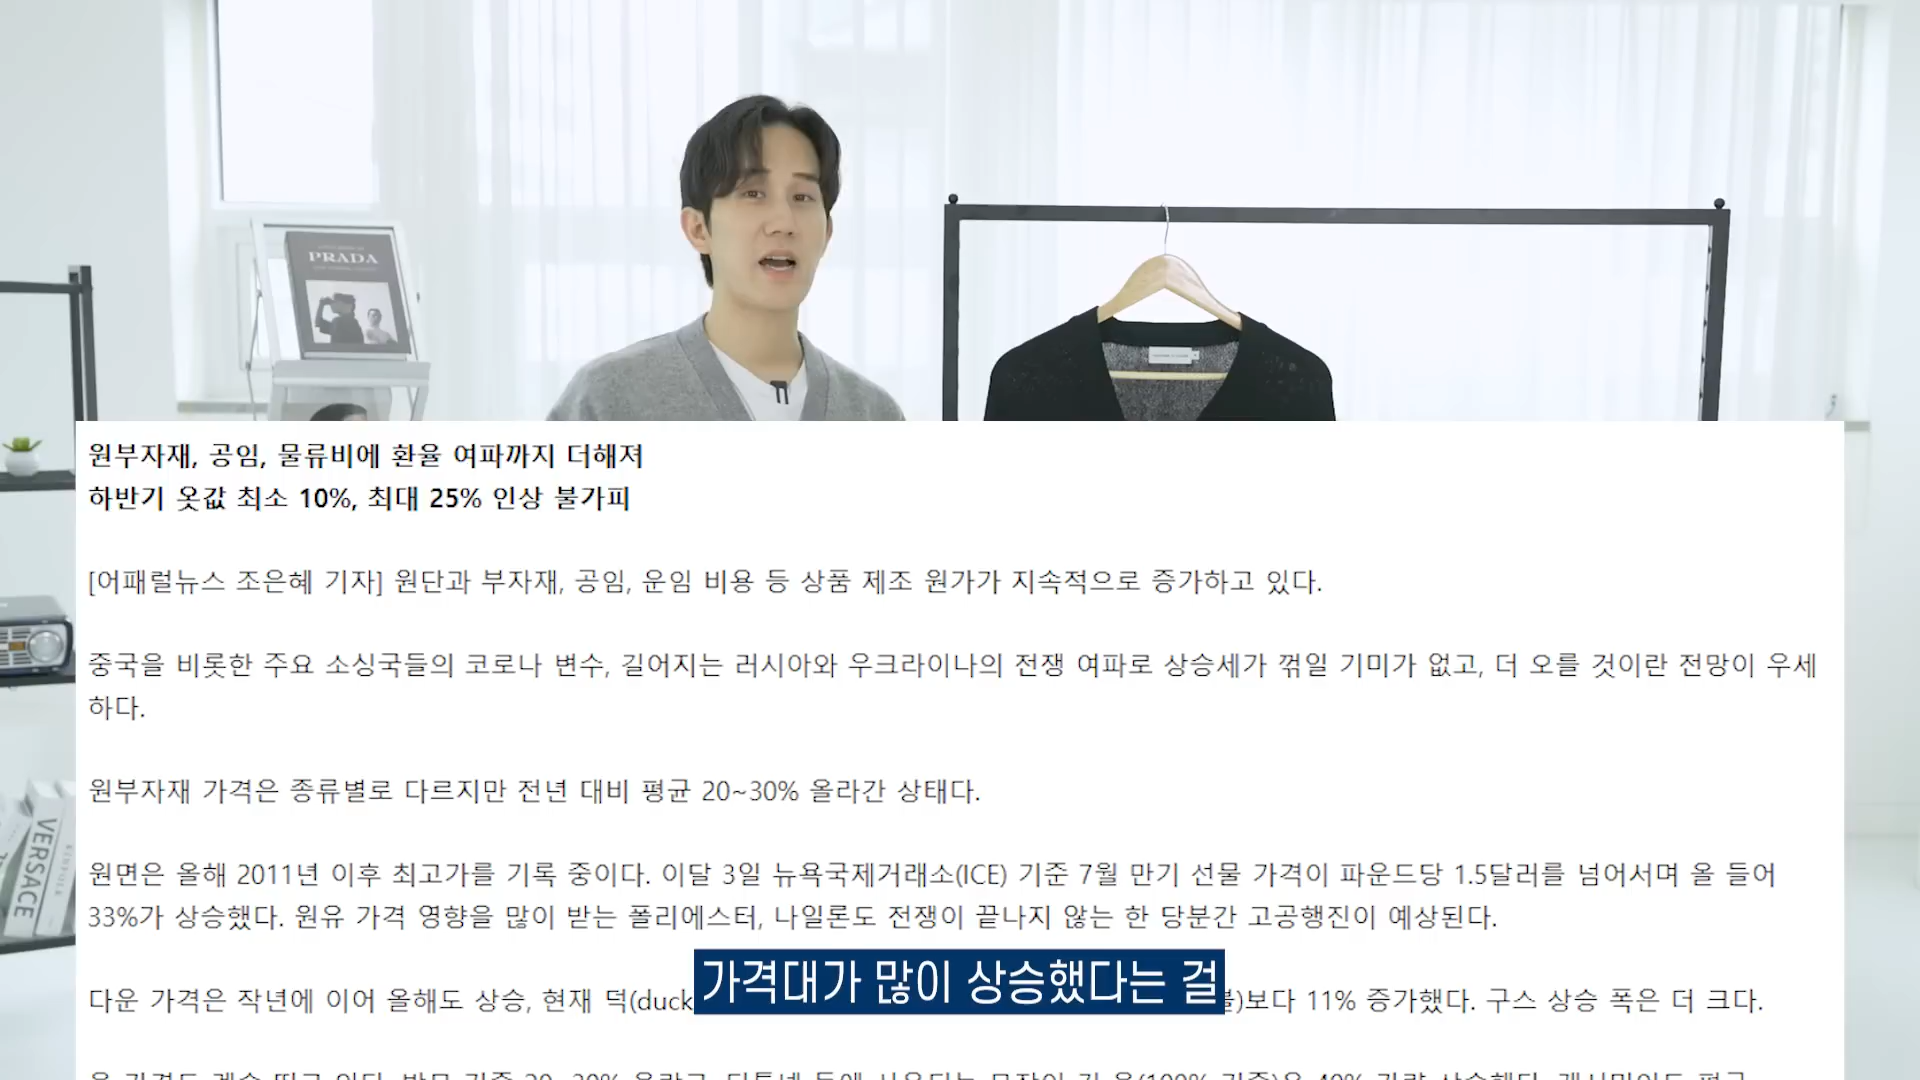 PRADA
원부자재, 공임, 물류비에 환율 여파까지 더해져
하반기 옷값 최소 10%, 최대 25% 인상 불가피
[어패럴뉴스 조은혜 기자] 원단과 부자재, 공임, 운임 비용 등 상품 제조 원가가 지속적으로 증가하고 있다.
중국을 비롯한 주요 소싱국들의 코로나 변수, 길어지는 러시아와 우크라이나의 전쟁 여파로 상승세가 꺾일 기미가 없고, 더 오를 것이란 전망이 우세
하다.
원부자재 가격은 종류별로 다르지만 전년 대비 평균 20~30% 올라간 상태다.
VERSACE
원면은 올해 2011년 이후 최고가를 기록 중이다. 이달 3일 뉴욕국제거래소(ICE) 기준 7월 만기 선물 가격이 파운드당 1.5달러를 넘어서며 올 들어
33%가 상승했다. 원유 가격 영향을 많이 받는 폴리에스터, 나일론도 전쟁이 끝나지 않는 한 당분간 고공행진이 예상된다.
다운 가격은 작년에 이어 올해도 상승, 현재 덕(duck
)보다 11% 증가했다. 구스 상승 폭은 더 크다.
가격대가 많이 상승했다는 걸